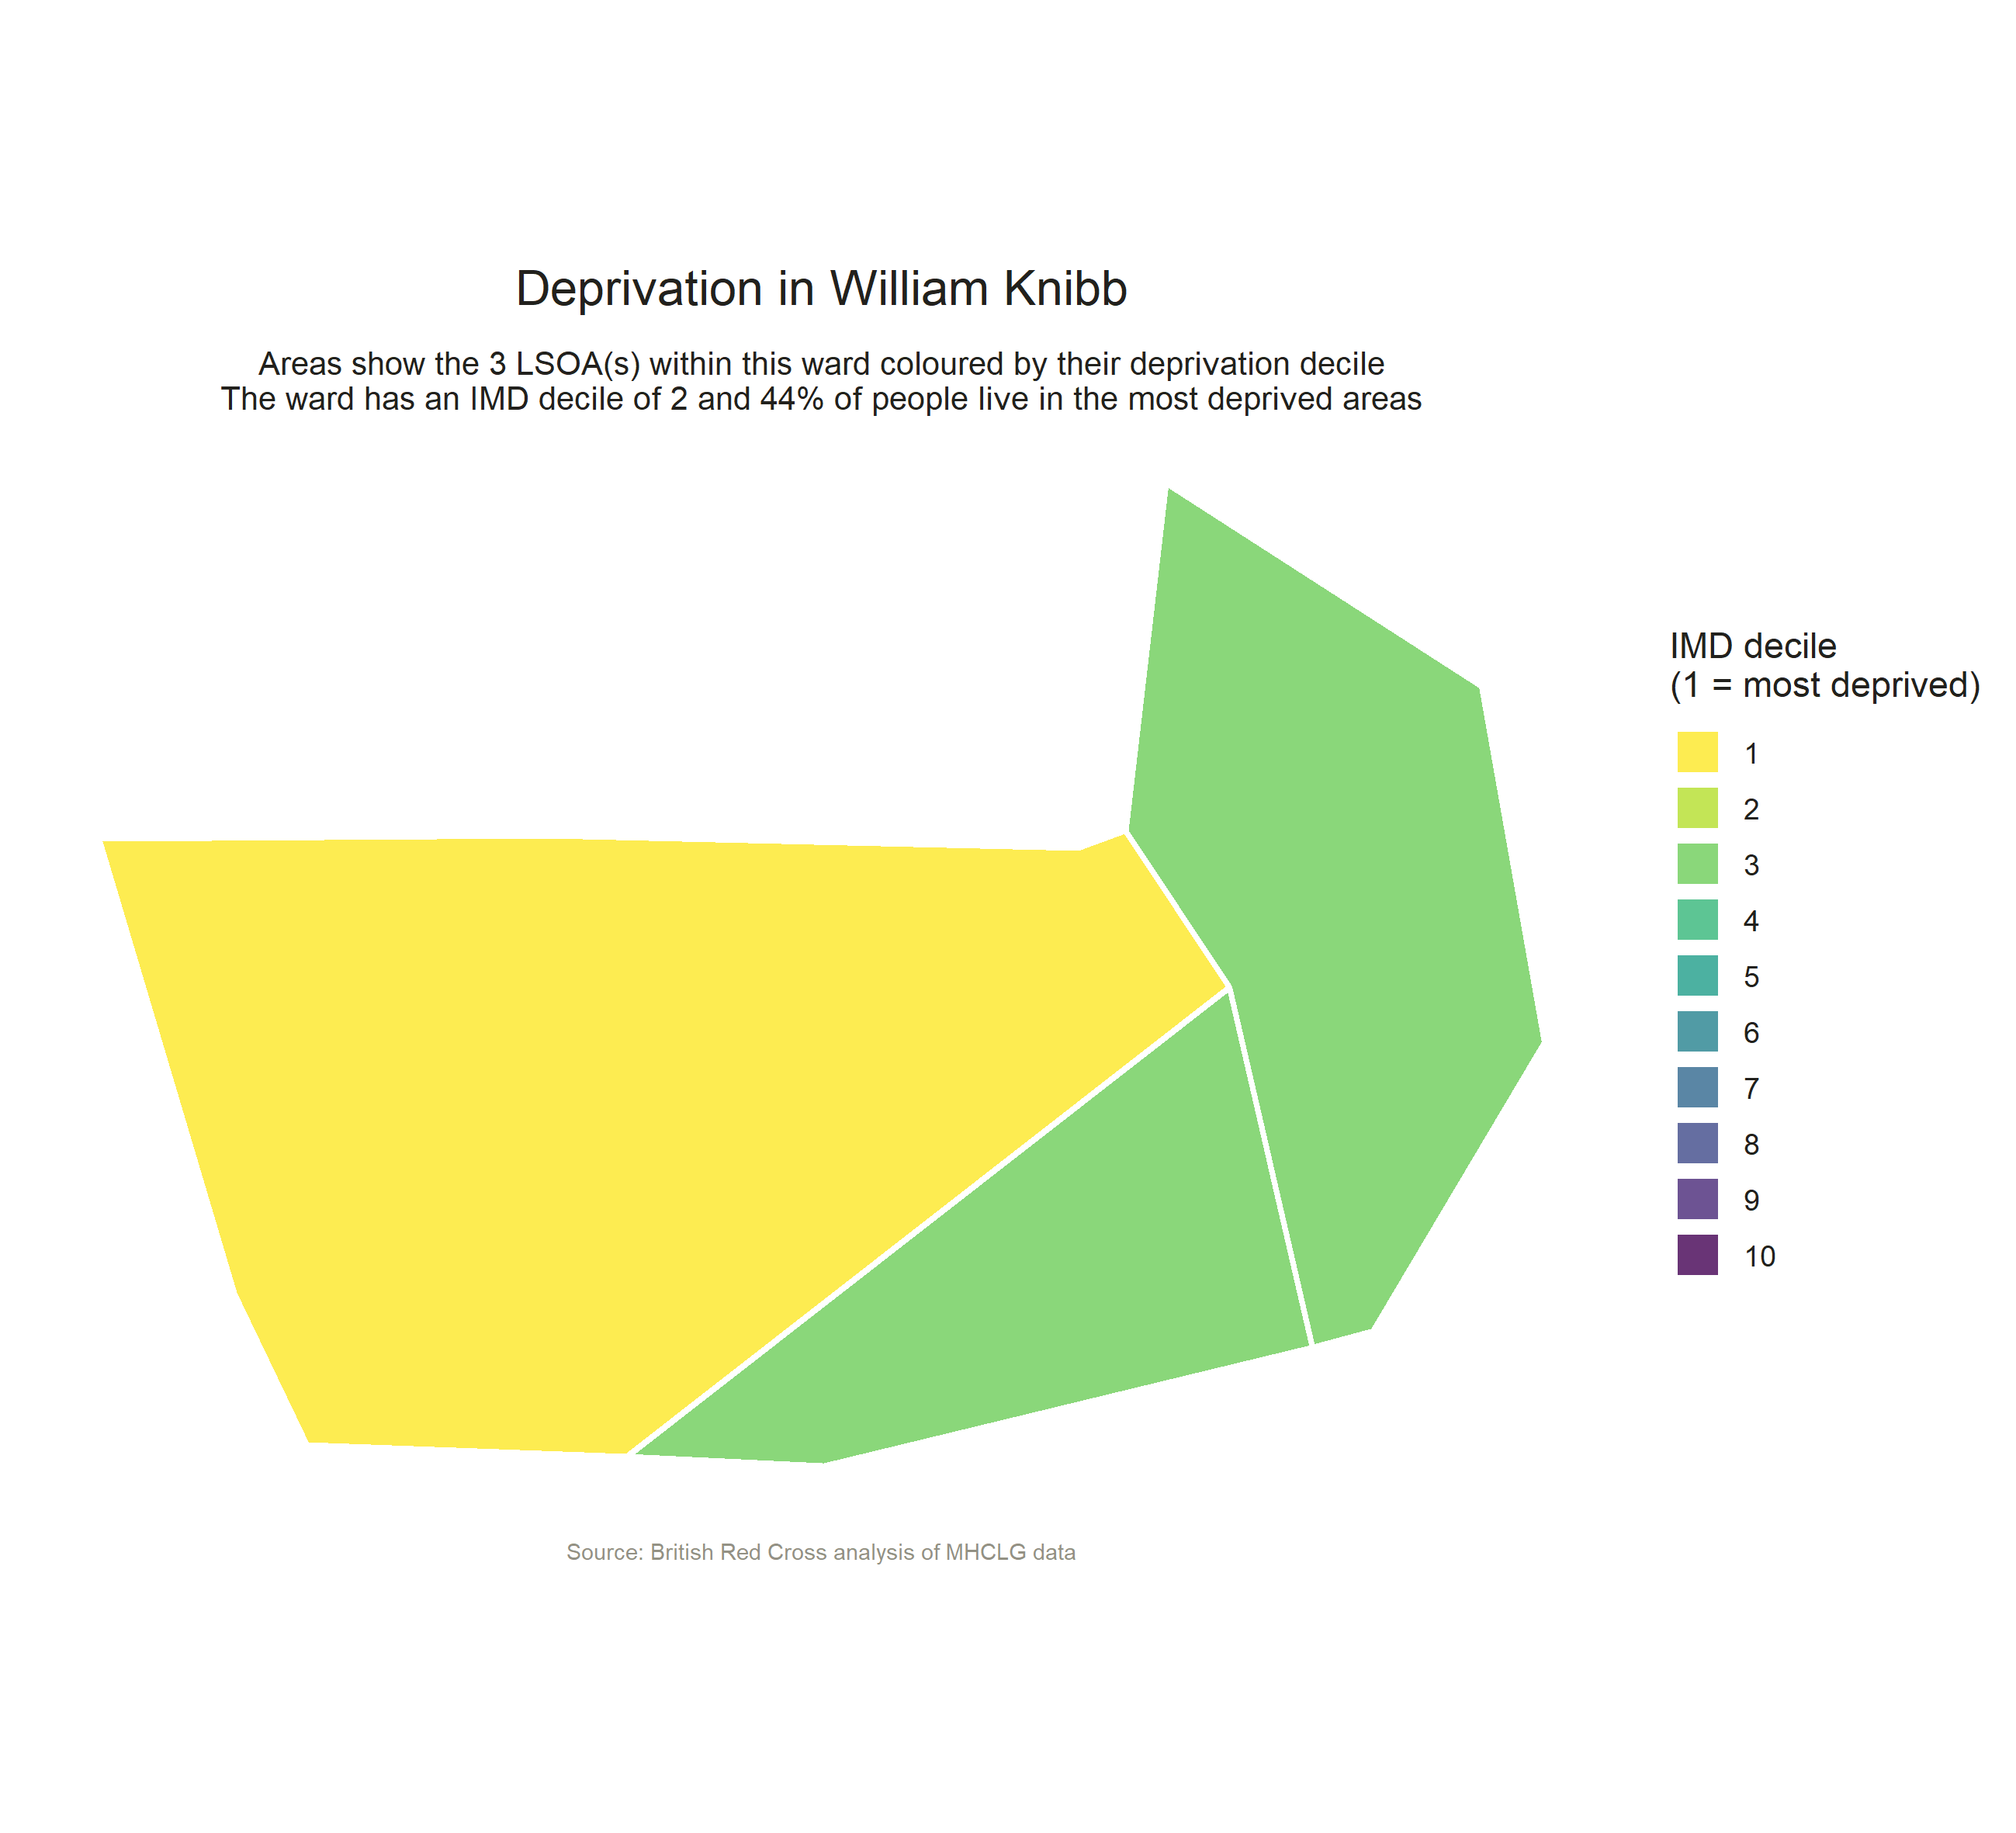 Deprivation in William Knibb
Areas show the 3 LSOA(s) within this ward coloured by their deprivation decile
The ward has an IMD decile of 2 and 44% of people live in the most deprived areas
IMD decile
(1 = most deprived)
1
2
3
4
5
6
7
8
9
10
Source: British Red Cross analysis of MHCLG data